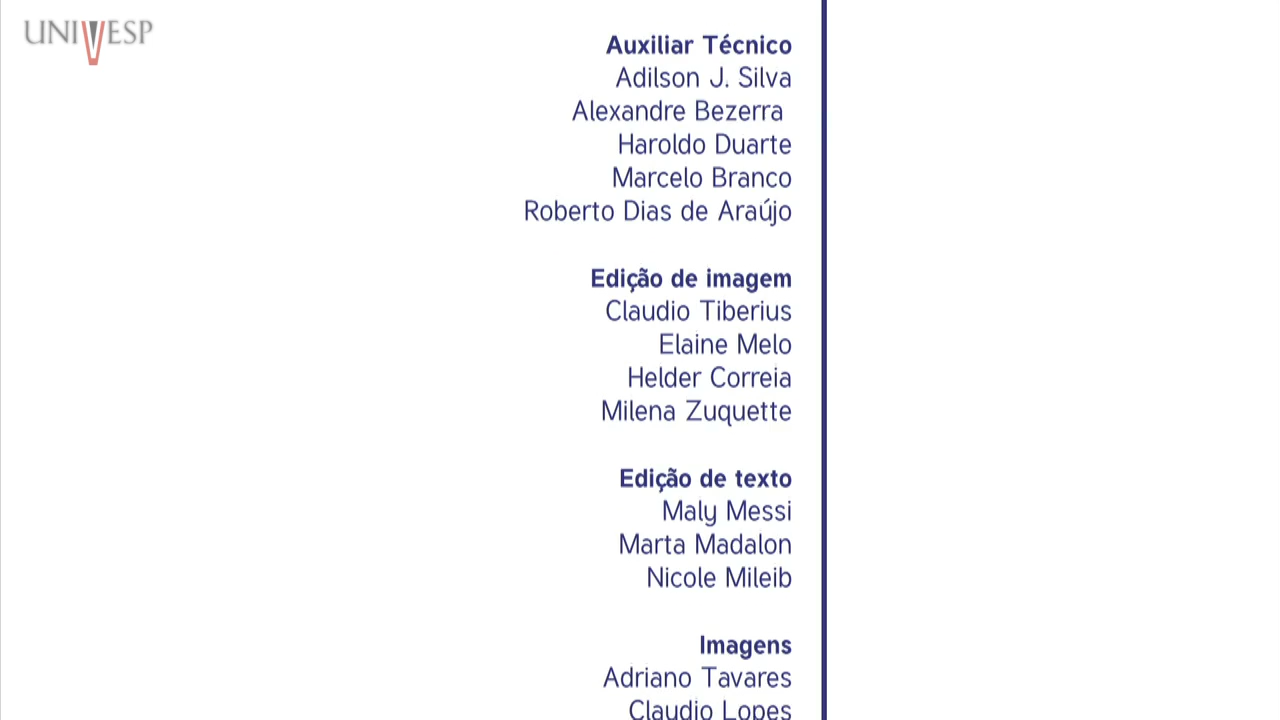 UNIVESP
Auxiliar Técnico
Adilson J. Silva
Alexandre Bezerra
Haroldo Duarte
Marcelo Branco
Roberto Dias de Araújo
Edição de imagem
Claudio Tiberius
Elaine Melo
Helder Correia
Milena Zuquette
Edição de texto
Maly Messi
Marta Madalon
Nicole Mileib
Imagens
Adriano Tavares
Claudio Lopes